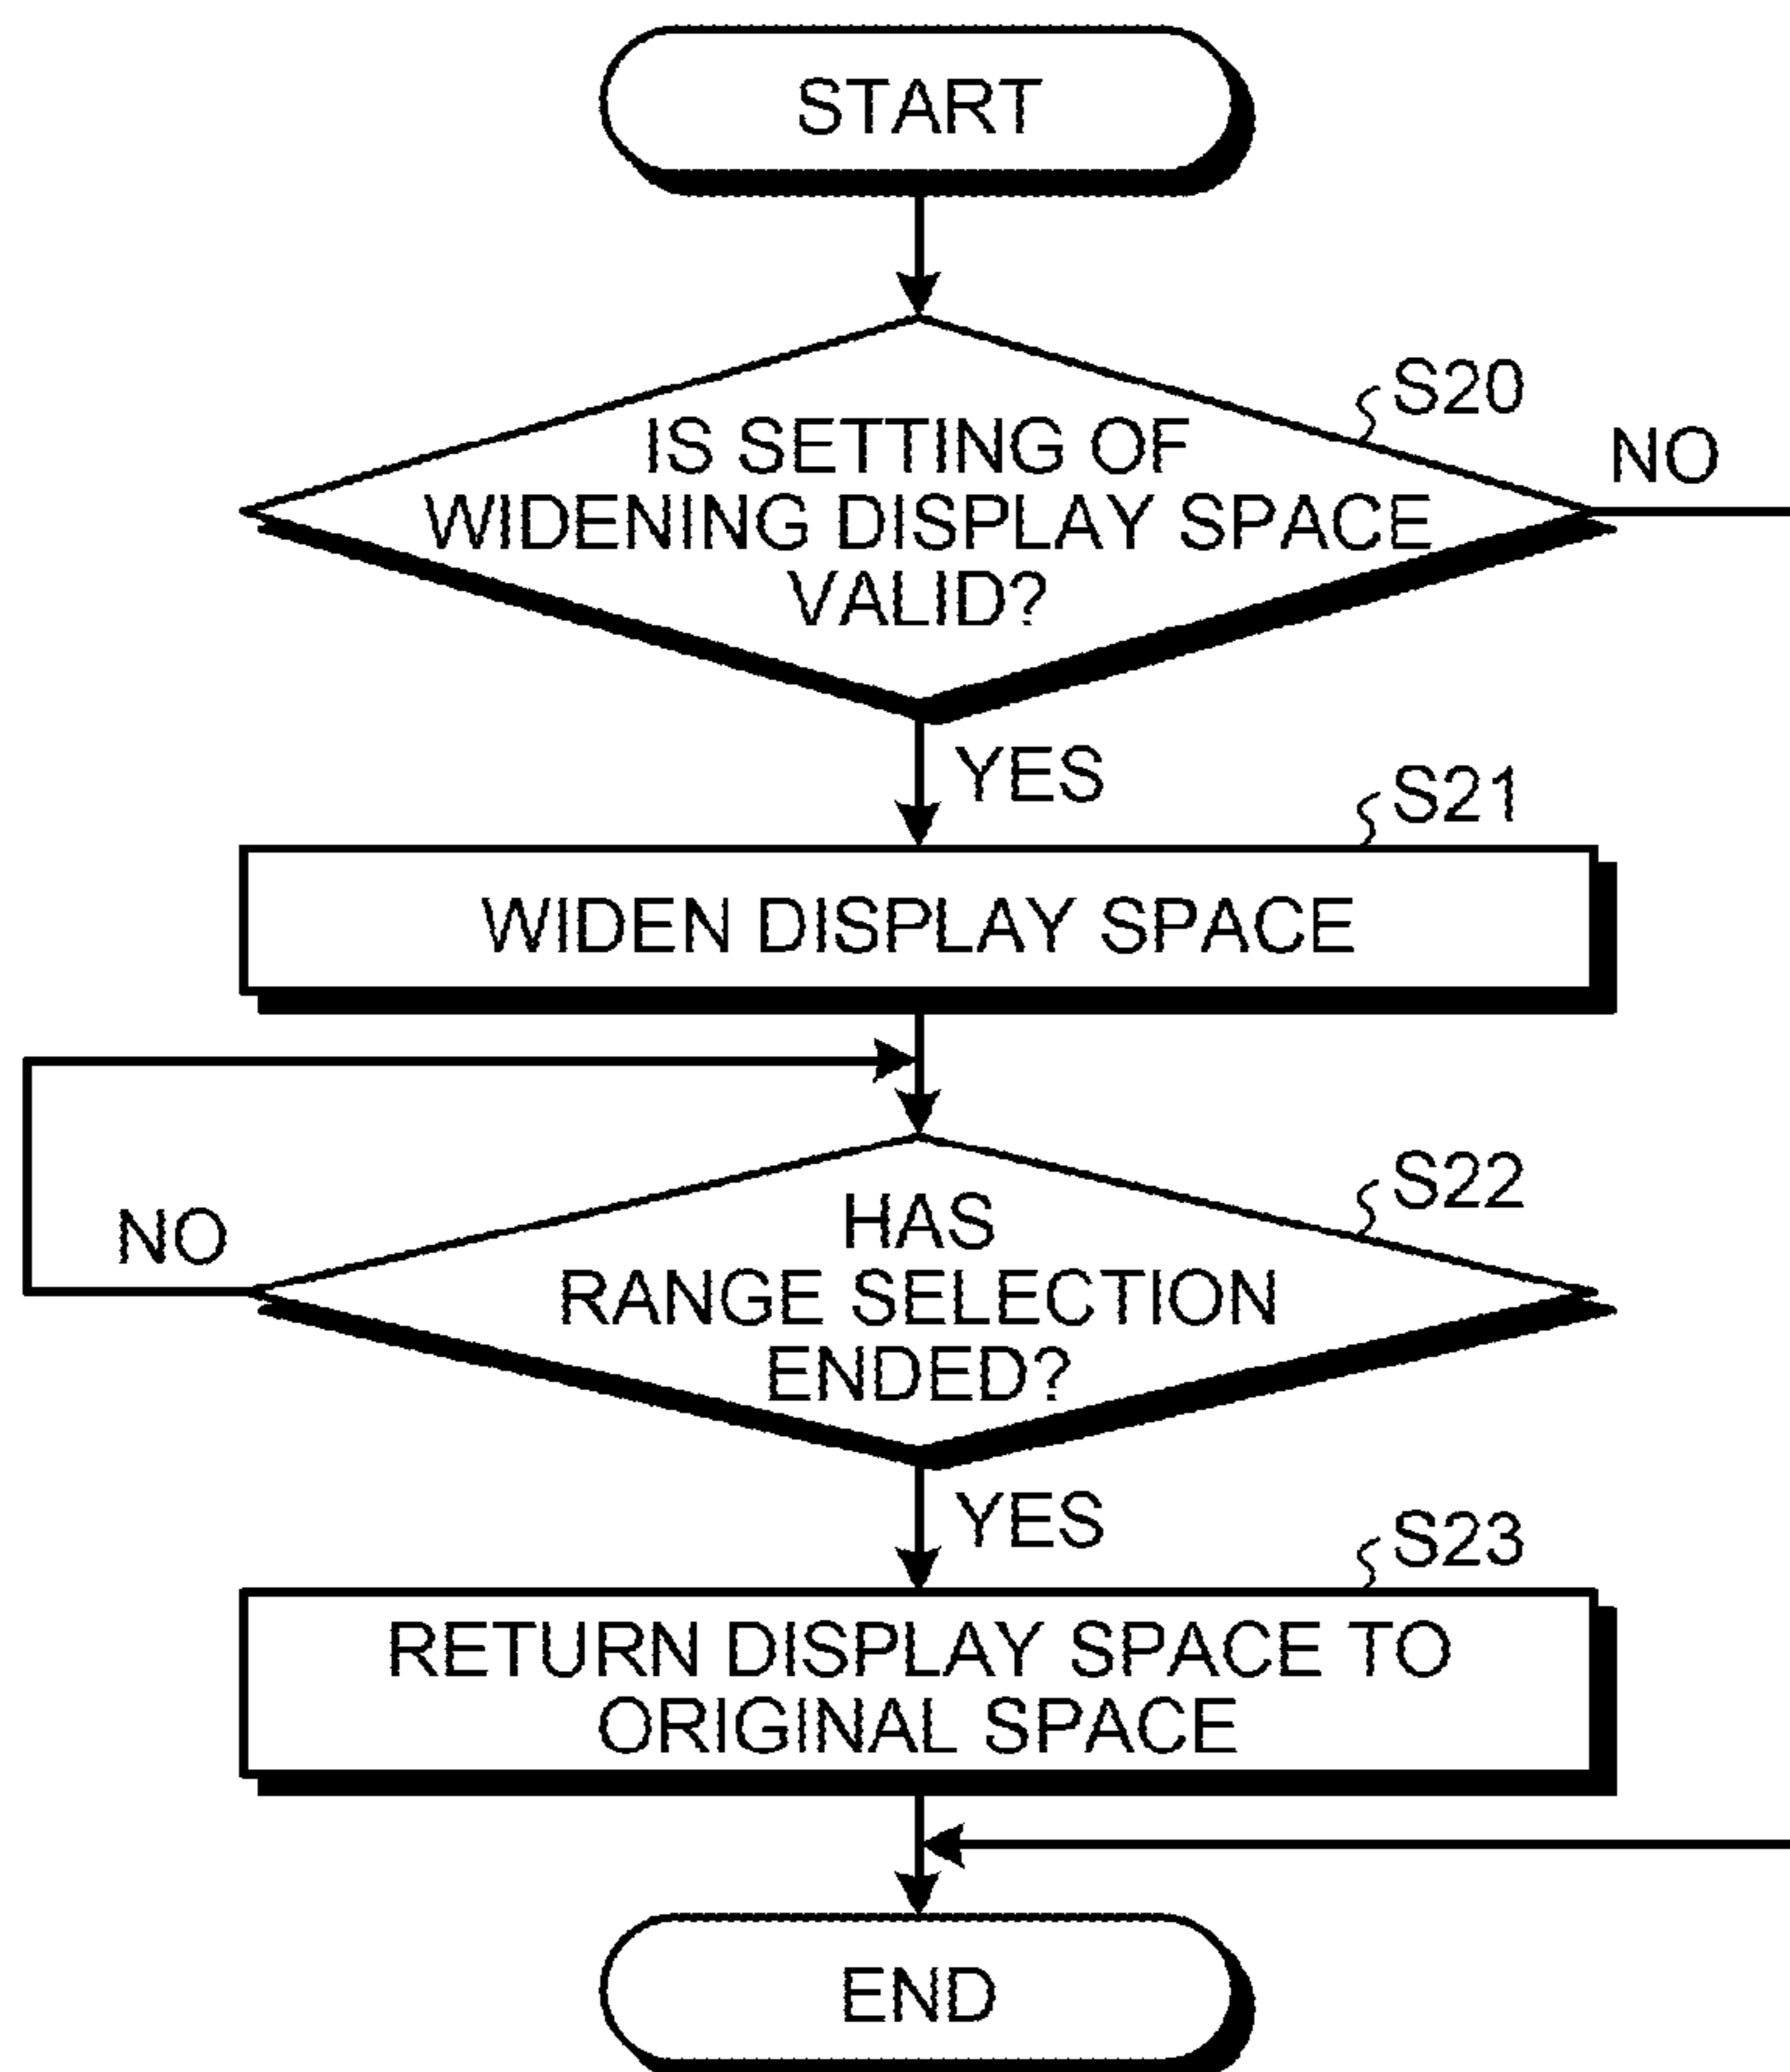 START
S20
IS SETTING OF
NO
WIDENING DISPLAY SPACE
VALID?
YES
S21
WIDEN DISPLAY SPACE
S22
HAS
NO
RANGE SELECTION
ENDED?
YES
S23
RETURN DISPLAY SPACE TO
ORIGINAL SPACE
END